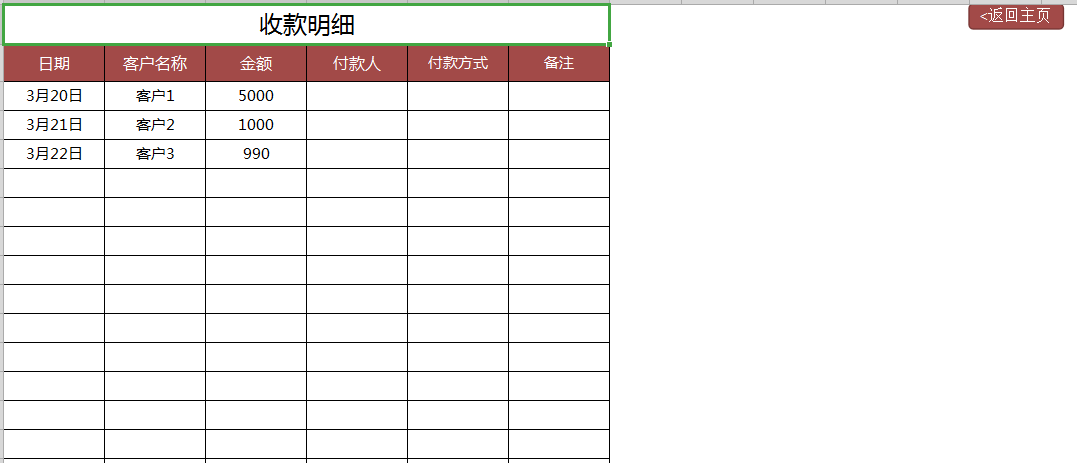 收款明细
<返回主页
日期 客户名称 金额 付款人 付款方式 备注
3月20日 客户1 5000
3月21日 客户2 1000
3月22日 客户3 990